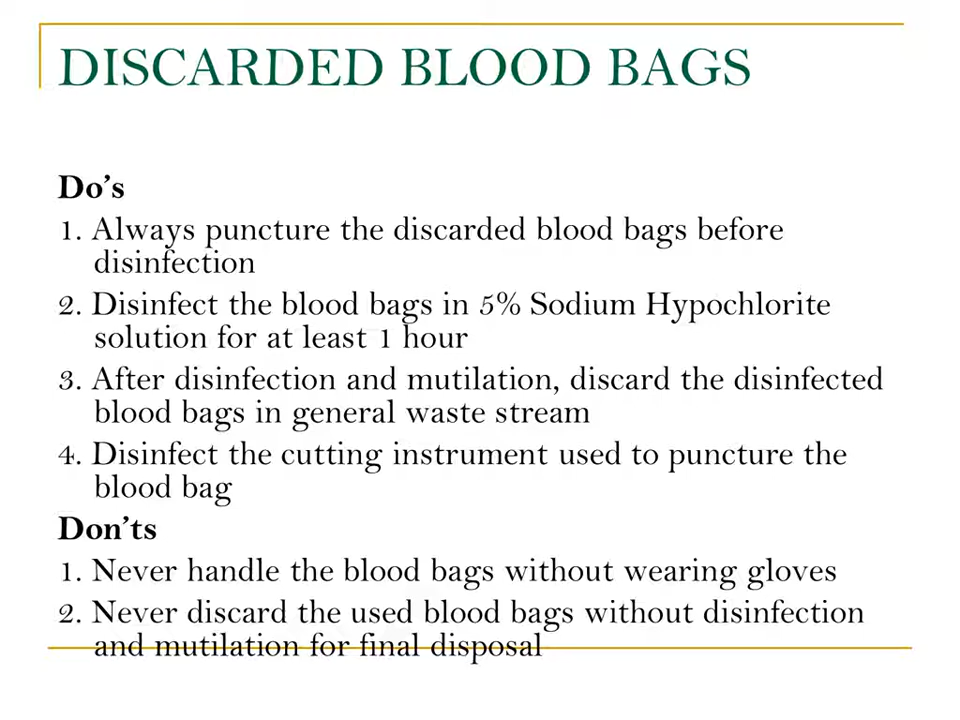 DISCARDED BLOOD BAGS
Do’s
1. Always puncture the discarded blood bags before
disinfection
2. Disinfect the blood bags in 5% Sodium Hypochlorite
solution for at least 1 hour
3. After disinfection and mutilation, discard the disinfected
blood bags in general waste stream
4. Disinfect the cutting instrument used to puncture the
blood bag
Don’ts
1. Never handle the blood bags without wearing gloves
2. Never discard the used blood bags without disinfection
and mutilation for final disposal